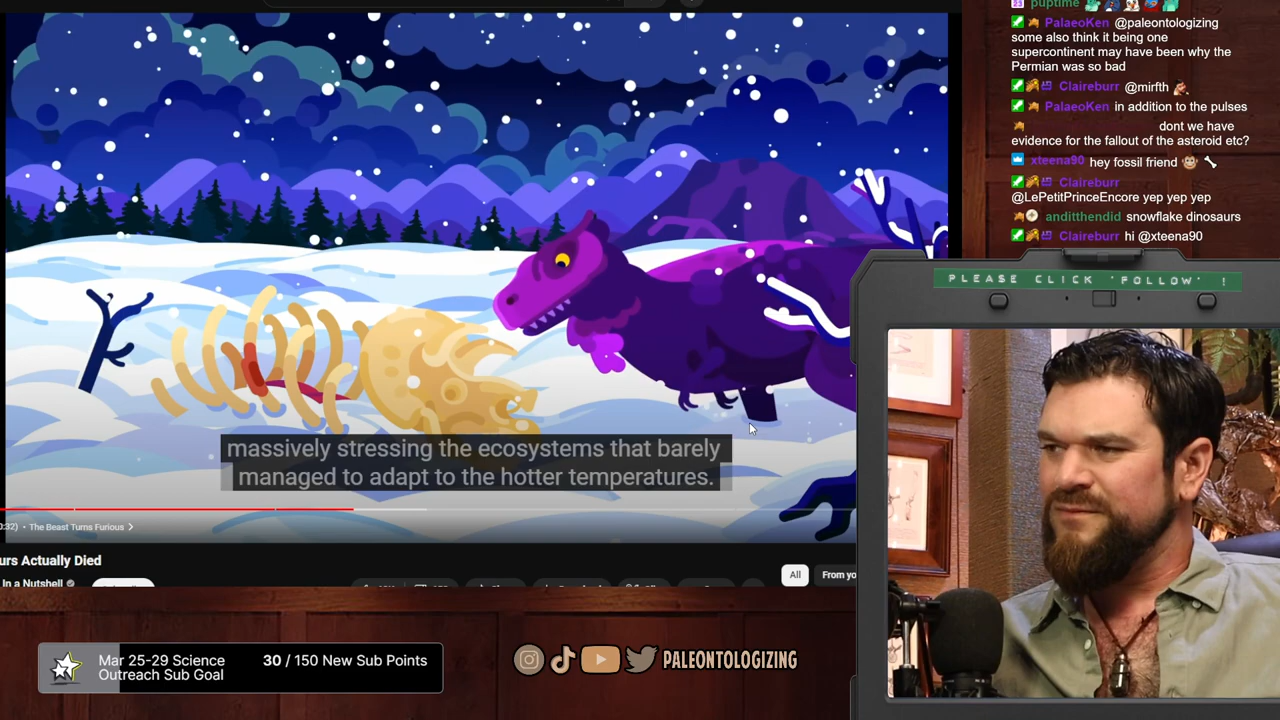 puptime
PalaeoKen @paleontologizing
some also think it being one
supercontinent may have been why the
Permian was so bad
Claireburr @mirfth
PalaeoKen in addition to the pulses
dont we have
evidence for the fallout of the asteroid etc?
xteena90 hey fossil friend
Claireburr
@LePetitPrinceEncore yep yep yep
anditthendid snowflake dinosaurs
Claireburr hi @xteena90
PLEASE CLICK 'FOLLOW' !
massively stressing the ecosystems that barely
managed to adapt to the hotter temperatures.
0:32) • The Beast Turns Furious >
urs Actually Died
In a Nutshell
All From yo
Mar 25-29 Science
Outreach Sub Goal
30 / 150 New Sub Points
PALEONTOLOGIZING